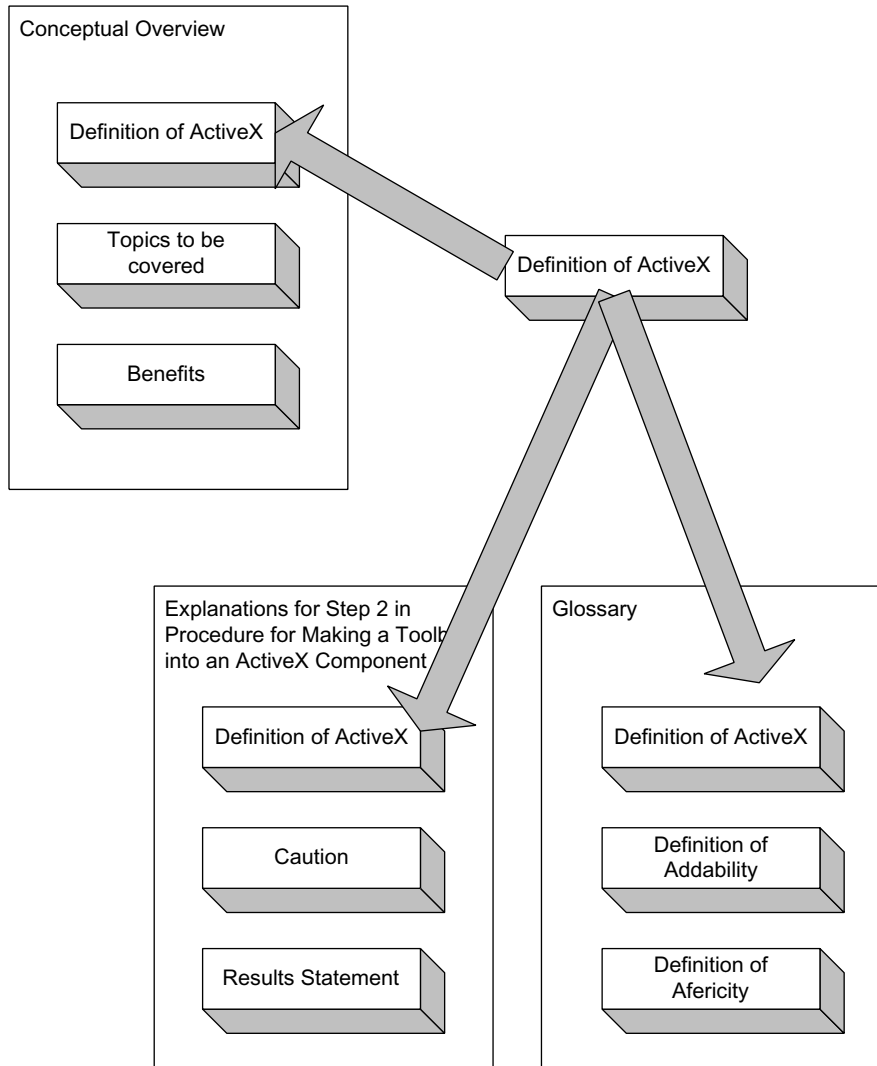 Conceptual Overview
Definition of ActiveX
Topics to be
covered
Benefits
Definition of ActiveX
Explanations for Step 2 in
Procedure for Making a Toolb
into an ActiveX Component
Definition of ActiveX
Caution
Results Statement
Glossary
Definition of ActiveX
Definition of
Addability
Definition of
Afericity